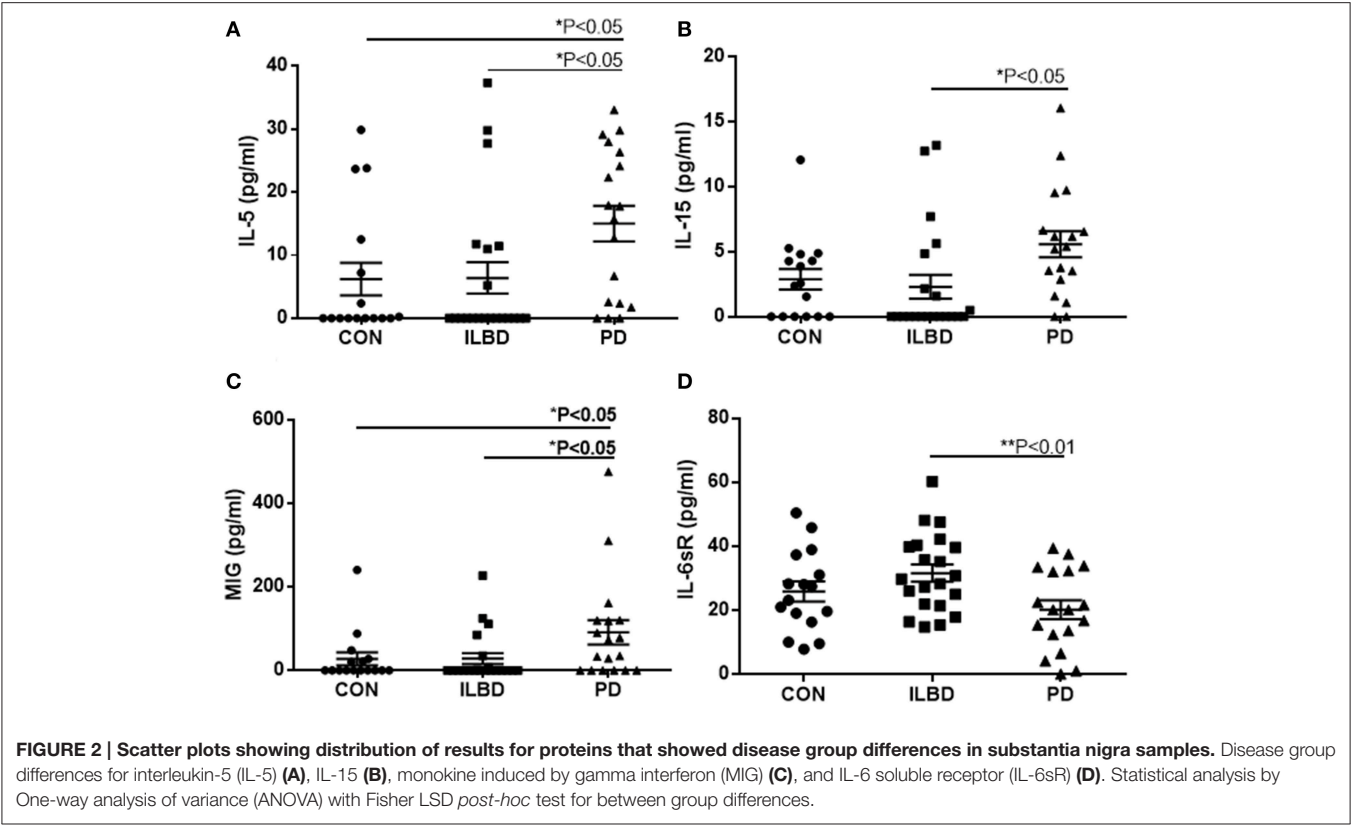 A
*P<0.05
*P<0.05
40
30
20
10
0
IL-5 (pg/ml)
CON ILBD PD
B
*P<0.05
20
15
10
5
0
IL-15 (pg/ml)
CON ILBD PD
C
*P<0.05
*P<0.05
600
400
200
0
MIG (pg/ml)
CON ILBD PD
D
**P<0.01
80
60
40
20
0
IL-6sR (pg/ml)
CON ILBD PD
FIGURE 2 | Scatter plots showing distribution of results for proteins that showed disease group differences in substantia nigra samples. Disease group
differences for interleukin-5 (IL-5) (A), IL-15 (B), monokine induced by gamma interferon (MIG) (C), and IL-6 soluble receptor (IL-6sR) (D). Statistical analysis by
One-way analysis of variance (ANOVA) with Fisher LSD post-hoc test for between group differences.